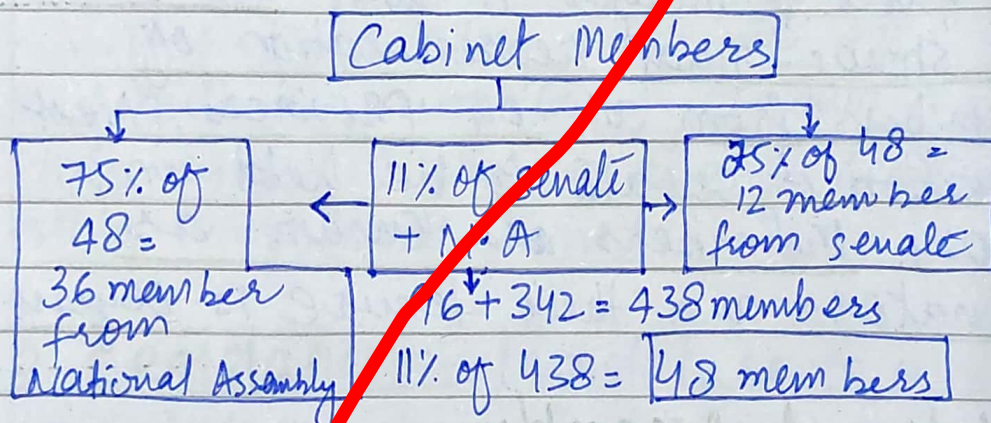 Cabinet Members
75% of
48 =
36 member
from
National Assembly
11% of senate
+ N.A
96 + 342 = 438 members
11% of 438 = 48 members
25% of 48 =
12 member
from senate